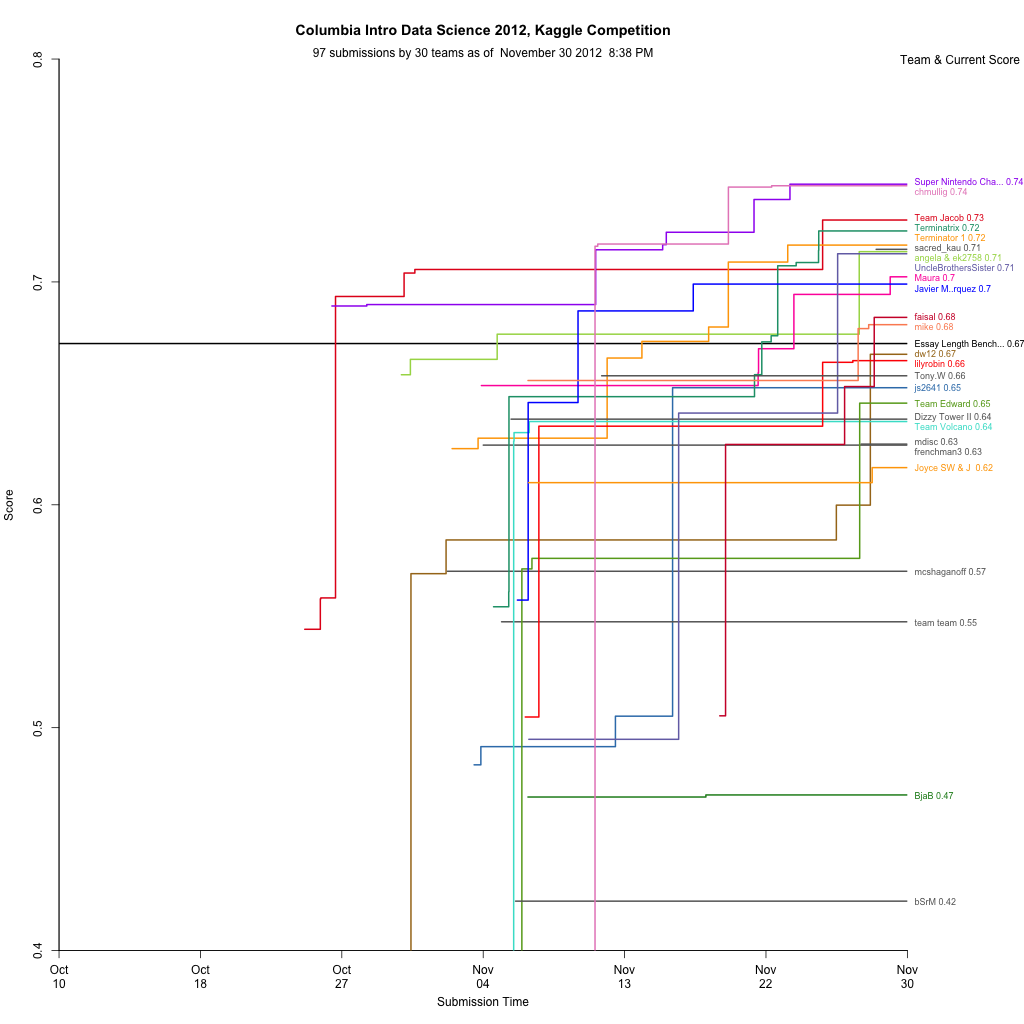 Columbia Intro Data Science 2012, Kaggle Competition
97 submissions by 30 teams as of  November 30 2012  8:38 PM
Team & Current Score
0.8
0.7
0.6
0.5
0.4
Score
Super Nintendo Cha... 0.74
chmullig 0.74
Team Jacob 0.73
Terminatrix 0.72
Terminator 1 0.72
sacred_kau 0.71
angela & ek2758 0.71
UncleBrothersSister 0.71
Maura 0.7
Javier M..rquez 0.7
faisal 0.68
mike 0.68
Essay Length Bench... 0.67
dw12 0.67
lilyrobin 0.66
Tony.W 0.66
js2641 0.65
Team Edward 0.65
Dizzy Tower II 0.64
Team Volcano 0.64
mdisc 0.63
frenchman3 0.63
Joyce SW & J  0.62
mcshaganoff 0.57
team team 0.55
BjaB 0.47
bSrM 0.42
Oct 10
Oct 18
Oct 27
Nov 04
Nov 13
Nov 22
Nov 30
Submission Time